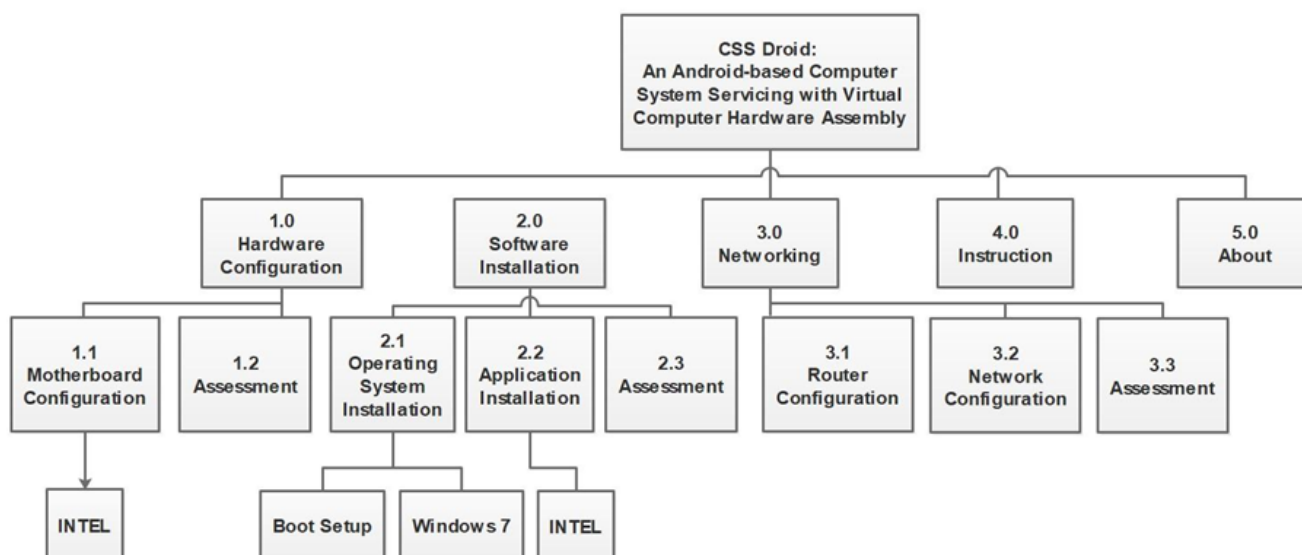 CSS Droid:
An Android-based Computer
System Servicing with Virtual
Computer Hardware Assembly
1.0
Hardware
Configuration
2.0
Software
Installation
3.0
Networking
4.0
Instruction
5.0
About
1.1
Motherboard
Configuration
1.2
Assessment
2.1
Operating
System
Installation
2.2
Application
Installation
2.3
Assessment
3.1
Router
Configuration
3.2
Network
Configuration
3.3
Assessment
INTEL
Boot Setup
Windows 7
INTEL